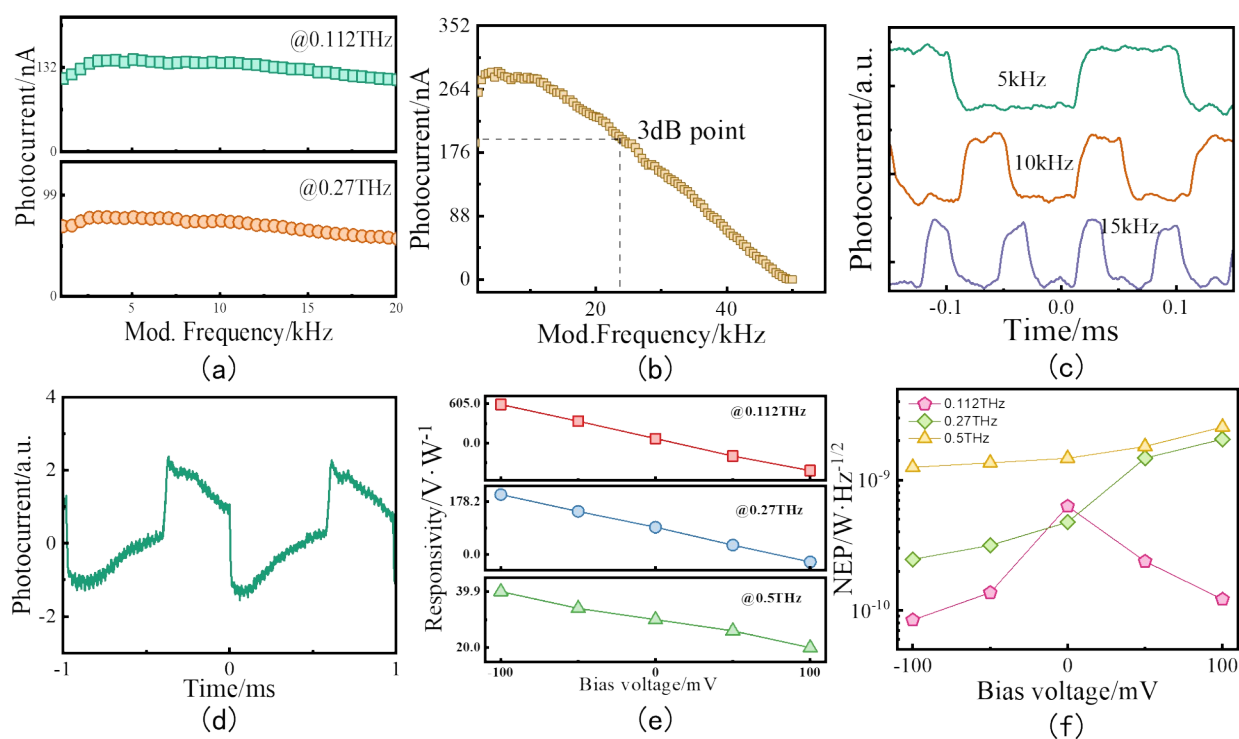 @0.112THz
132
0
Photocurrent/nA
@0.27THz
99
0
5
10
15
20
Mod. Frequency/kHz
(a)
352
264
176
88
0
Photocurrent/nA
3dB point
20
40
Mod.Frequency/kHz
(b)
Photocurrent/a.u.
5kHz
10kHz
15kHz
-0.1
0.0
0.1
Time/ms
(c)
4
2
0
-2
Photocurrent/a.u.
-1
0
1
Time/ms
(d)
605.0
0.0
@0.112THz
178.2
0.0
@0.27THz
39.9
20.0
@0.5THz
Responsivity/V·W-1
-100
0
100
Bias voltage/mV
(e)
0.112THz
0.27THz
0.5THz
10-9
10-10
NEP/W·Hz-1/2
-100
0
100
Bias voltage/mV
(f)